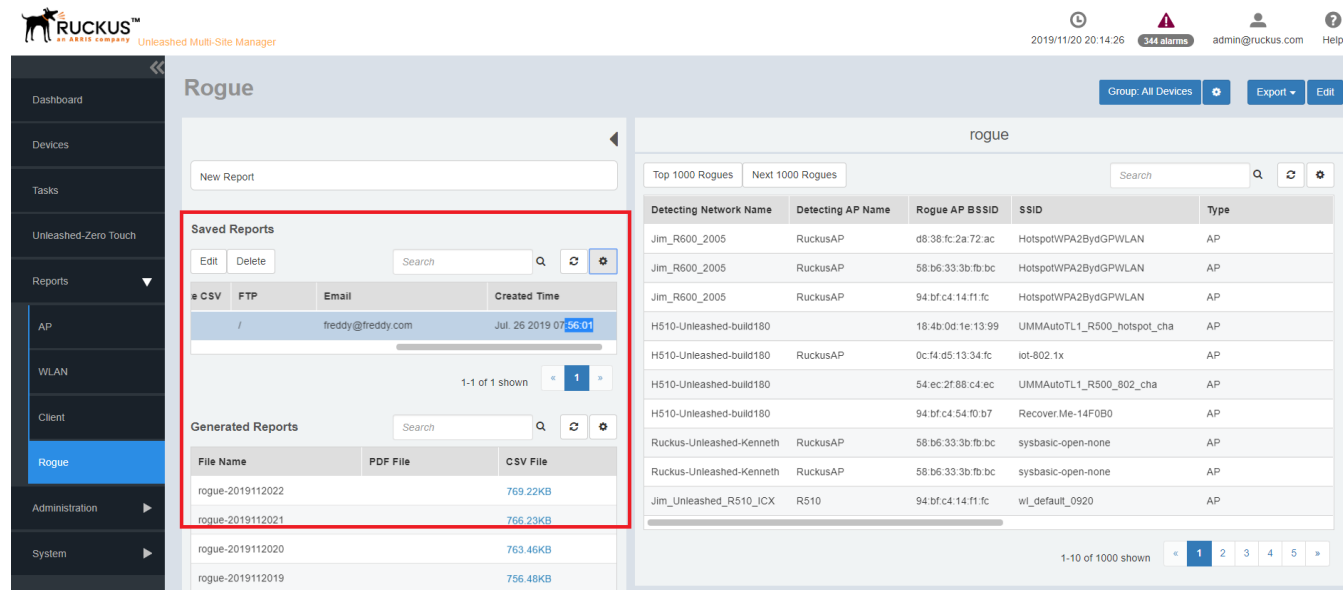 RUCKUS™
an ARRIS company
Unleashed Multi-Site Manager
2019/11/20 20:14:26
344 alarms
admin@ruckus.com
Help
Dashboard
Devices
Tasks
Unleashed-Zero Touch
Reports
AP
WLAN
Client
Rogue
Administration
System
Rogue
Group: All Devices
Export
Edit
New Report
Saved Reports
Edit Delete Search
e CSV FTP Email Created Time
/ freddy@freddy.com Jul. 26 2019 07:56:01
1-1 of 1 shown « 1 »
Generated Reports Search
File Name PDF File CSV File
rogue-2019112022 769.22KB
rogue-2019112021 766.23KB
rogue-2019112020 763.46KB
rogue-2019112019 756.48KB
rogue
Top 1000 Rogues Next 1000 Rogues Search
Detecting Network Name Detecting AP Name Rogue AP BSSID SSID Type
Jim_R600_2005 RuckusAP d8:38:fc:2a:72:ac HotspotWPA2BydGPWLAN AP
Jim_R600_2005 RuckusAP 58:b6:33:3b:fb:bc HotspotWPA2BydGPWLAN AP
Jim_R600_2005 RuckusAP 94:bf:c4:14:f1:fc HotspotWPA2BydGPWLAN AP
H510-Unleashed-build180 18:4b:0d:1e:13:99 UMMAutoTL1_R500_hotspot_cha AP
H510-Unleashed-build180 RuckusAP 0c:f4:d5:13:34:fc iot-802.1x AP
H510-Unleashed-build180 54:ec:2f:88:c4:ec UMMAutoTL1_R500_802_cha AP
H510-Unleashed-build180 94:bf:c4:54:f0:b7 Recover.Me-14F0B0 AP
Ruckus-Unleashed-Kenneth RuckusAP 58:b6:33:3b:fb:bc sysbasic-open-none AP
Ruckus-Unleashed-Kenneth RuckusAP 58:b6:33:3b:fb:bc sysbasic-open-none AP
Jim_Unleashed_R510_ICX R510 94:bf:c4:14:f1:fc wl_default_0920 AP
1-10 of 1000 shown « 1 2 3 4 5 »